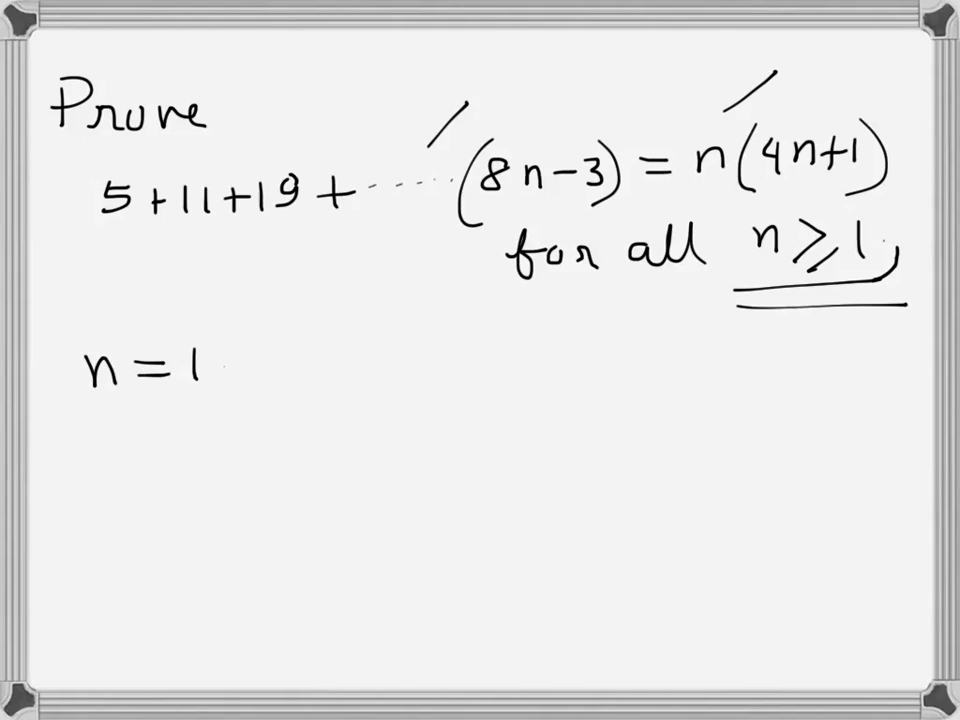 Prove
5 + 11 + 19 + ...... (8n-3) = n(4n+1)
for all n ≥ 1,
n = 1